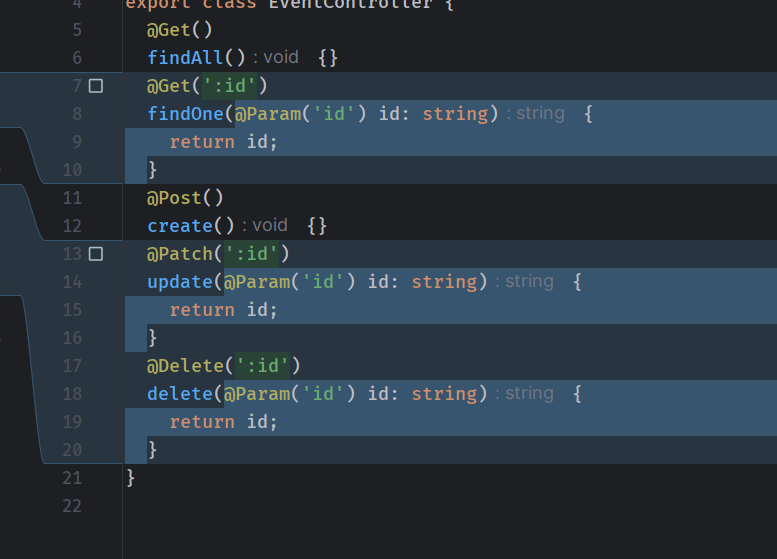 4 export class EventController {
5 @Get()
6 findAll() : void {}
7 @Get(':id')
8 findOne(@Param('id') id: string) : string {
9 return id;
10 }
11 @Post()
12 create() : void {}
13 @Patch(':id')
14 update(@Param('id') id: string) : string {
15 return id;
16 }
17 @Delete(':id')
18 delete(@Param('id') id: string) : string {
19 return id;
20 }
21 }
22